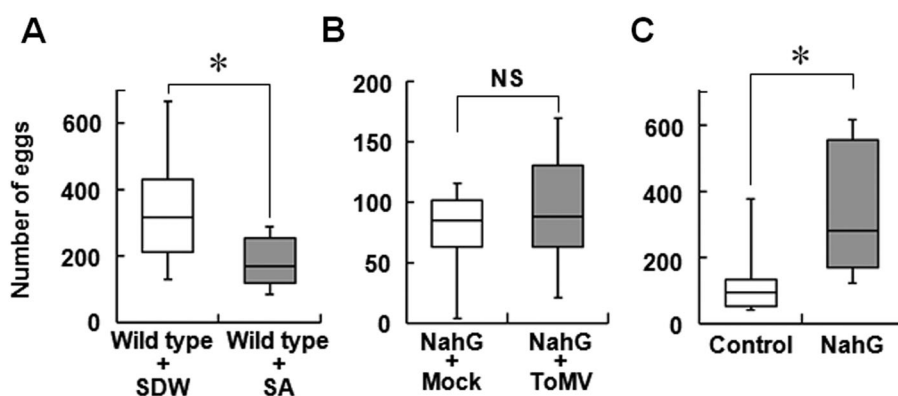 A
B
C
Number of eggs
*
NS
*
600
400
200
0
200
150
100
50
0
600
400
200
0
Wild type
+
SDW
Wild type
+
SA
NahG
+
Mock
NahG
+
ToMV
Control
NahG